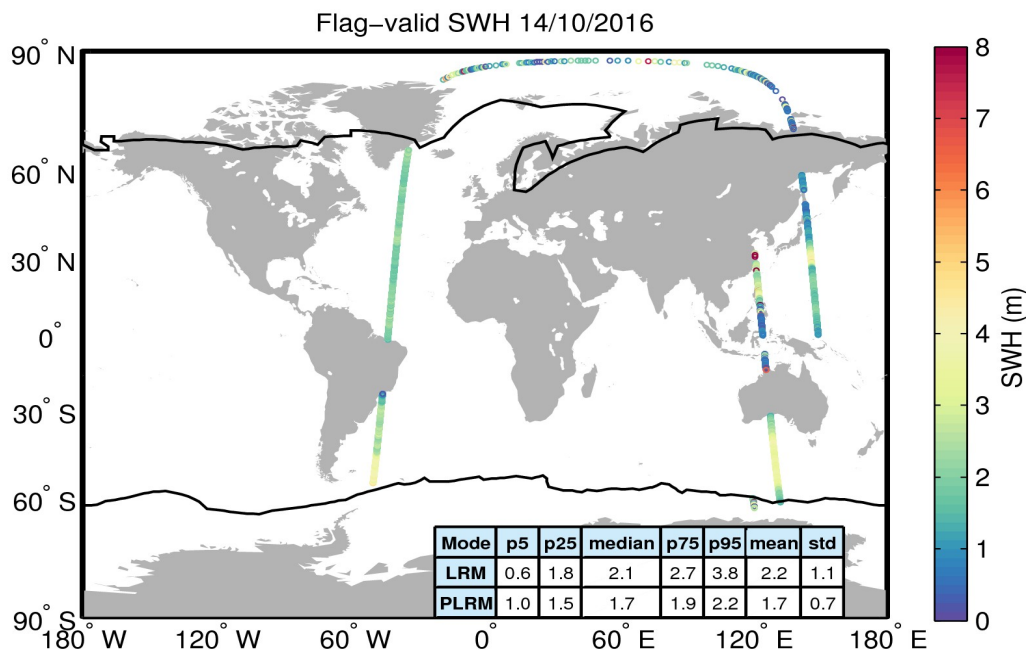 Flag–valid SWH 14/10/2016
90° N
60° N
30° N
0°
30° S
60° S
90° S
180° W
120° W
60° W
0°
60° E
120° E
180° E
8
7
6
5
4
3
2
1
0
SWH (m)
Mode p5 p25 median p75 p95 mean std
LRM 0.6 1.8 2.1 2.7 3.8 2.2 1.1
PLRM 1.0 1.5 1.7 1.9 2.2 1.7 0.7